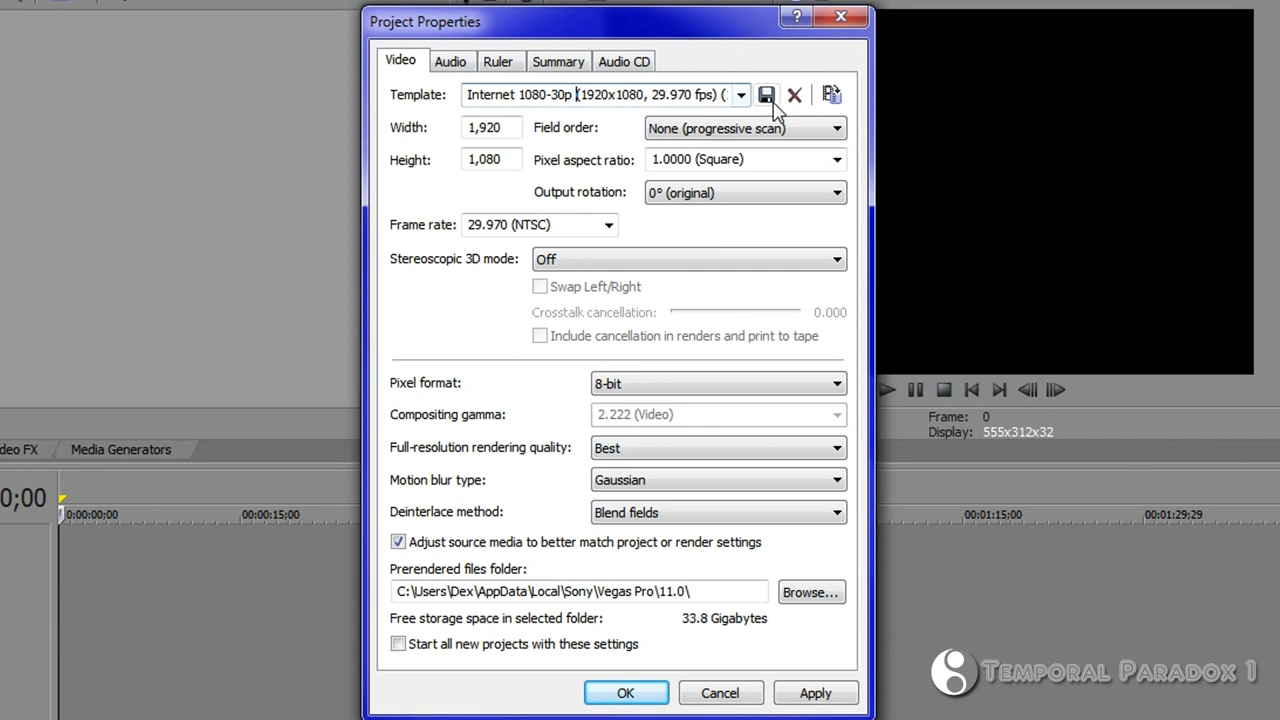 Project Properties
?
Video Audio Ruler Summary Audio CD
Template: Internet 1080-30p (1920x1080, 29.970 fps) (
Width: 1,920 Field order: None (progressive scan)
Height: 1,080 Pixel aspect ratio: 1.0000 (Square)
Output rotation: 0° (original)
Frame rate: 29.970 (NTSC)
Stereoscopic 3D mode: Off
Swap Left/Right
Crosstalk cancellation: 0.000
Include cancellation in renders and print to tape
Pixel format: 8-bit
Compositing gamma: 2.222 (Video)
Full-resolution rendering quality: Best
Motion blur type: Gaussian
Deinterlace method: Blend fields
Adjust source media to better match project or render settings
Prerendered files folder:
C:\Users\Dex\AppData\Local\Sony\Vegas Pro\11.0\ Browse...
Free storage space in selected folder: 33.8 Gigabytes
Start all new projects with these settings
OK Cancel Apply
Frame: 0
Display: 555x312x32
deo FX Media Generators
0;00
0:00:00;00 00:00:15;00 00:01:15;00 00:01:29;29
Temporal Paradox 1